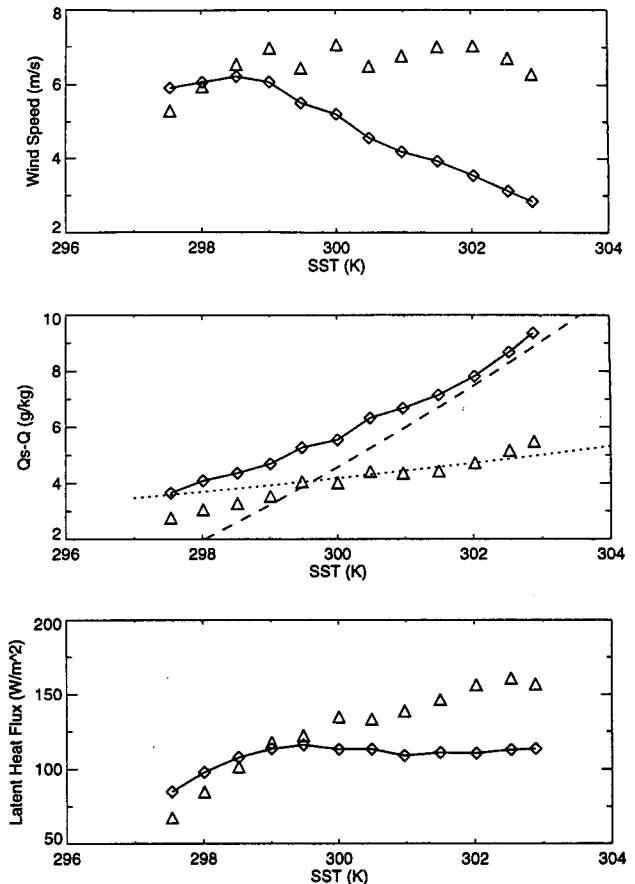 8
6
4
2
Wind Speed (m/s)
296 298 300 302 304
SST (K)
10
8
6
4
2
Qs-Q (g/kg)
296 298 300 302 304
SST (K)
200
150
100
50
Latent Heat Flux (W/m^2)
296 298 300 302 304
SST (K)